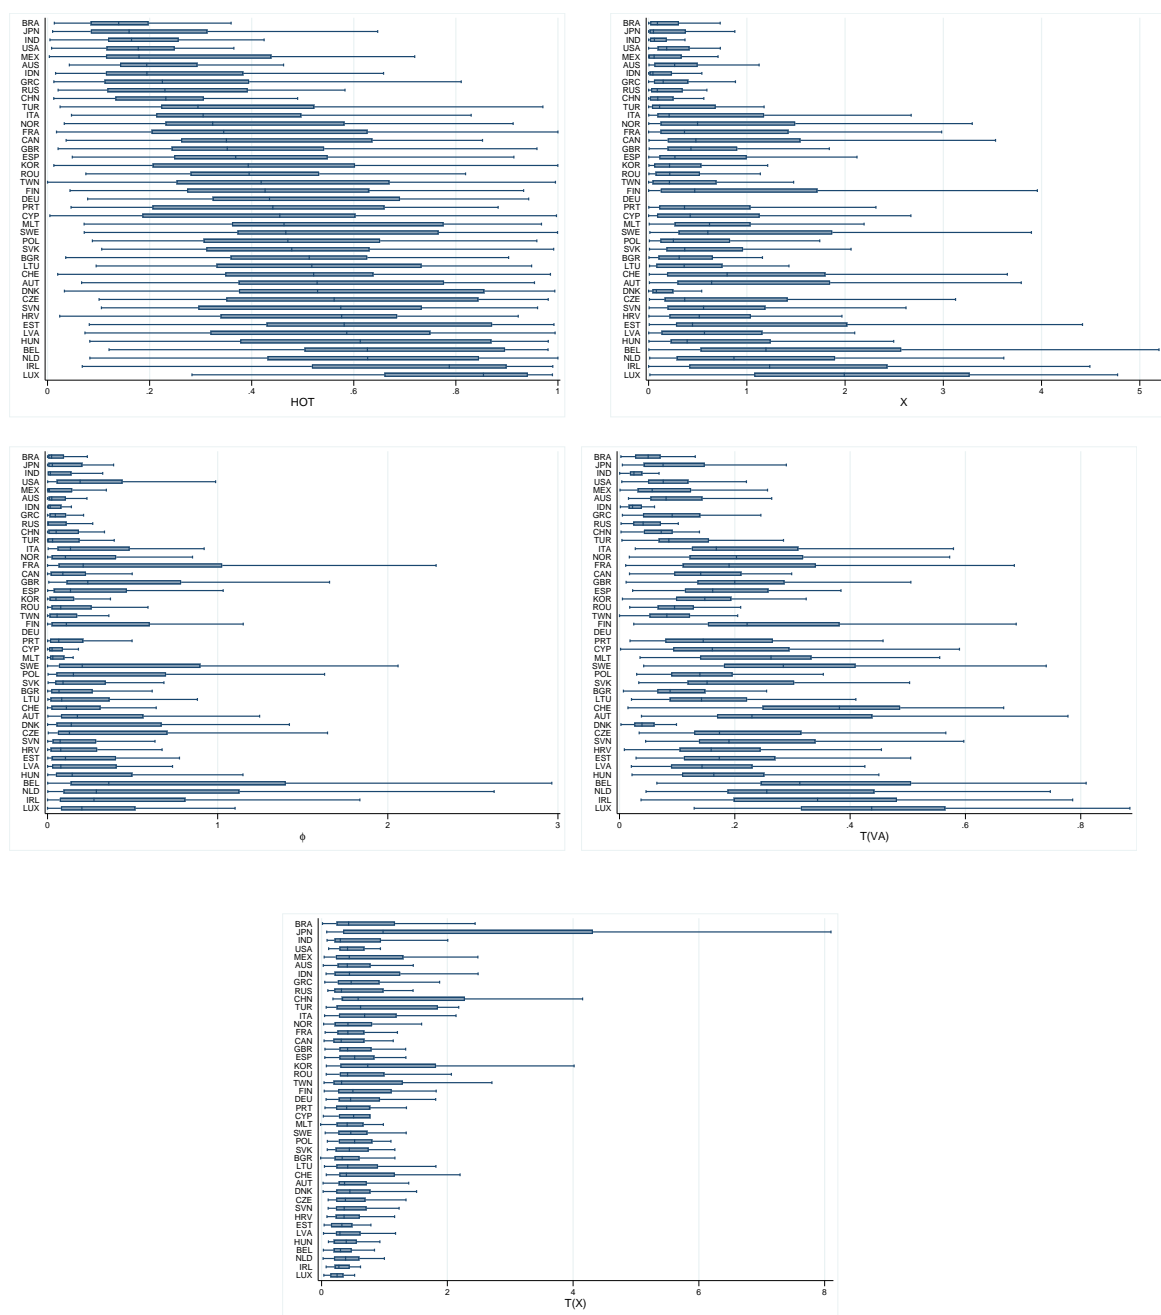 BRA
JPN
IND
USA
MEX
AUS
IDN
GRC
RUS
CHN
TUR
ITA
NOR
FRA
CAN
GBR
ESP
KOR
ROU
TWN
FIN
DEU
PRT
CYP
MLT
SWE
POL
SVK
BGR
LTU
CHE
AUT
DNK
CZE
SVN
HRV
EST
LVA
HUN
BEL
NLD
IRL
LUX
0 .2 .4 .6 .8 1
HOT
BRA
JPN
IND
USA
MEX
AUS
IDN
GRC
RUS
CHN
TUR
ITA
NOR
FRA
CAN
GBR
ESP
KOR
ROU
TWN
FIN
DEU
PRT
CYP
MLT
SWE
POL
SVK
BGR
LTU
CHE
AUT
DNK
CZE
SVN
HRV
EST
LVA
HUN
BEL
NLD
IRL
LUX
0 1 2 3 4 5
X
BRA
JPN
IND
USA
MEX
AUS
IDN
GRC
RUS
CHN
TUR
ITA
NOR
FRA
CAN
GBR
ESP
KOR
ROU
TWN
FIN
DEU
PRT
CYP
MLT
SWE
POL
SVK
BGR
LTU
CHE
AUT
DNK
CZE
SVN
HRV
EST
LVA
HUN
BEL
NLD
IRL
LUX
0 1 2 3
ϕ
BRA
JPN
IND
USA
MEX
AUS
IDN
GRC
RUS
CHN
TUR
ITA
NOR
FRA
CAN
GBR
ESP
KOR
ROU
TWN
FIN
DEU
PRT
CYP
MLT
SWE
POL
SVK
BGR
LTU
CHE
AUT
DNK
CZE
SVN
HRV
EST
LVA
HUN
BEL
NLD
IRL
LUX
0 .2 .4 .6 .8
T(VA)
BRA
JPN
IND
USA
MEX
AUS
IDN
GRC
RUS
CHN
TUR
ITA
NOR
FRA
CAN
GBR
ESP
KOR
ROU
TWN
FIN
DEU
PRT
CYP
MLT
SWE
POL
SVK
BGR
LTU
CHE
AUT
DNK
CZE
SVN
HRV
EST
LVA
HUN
BEL
NLD
IRL
LUX
0 2 4 6 8
T(X)